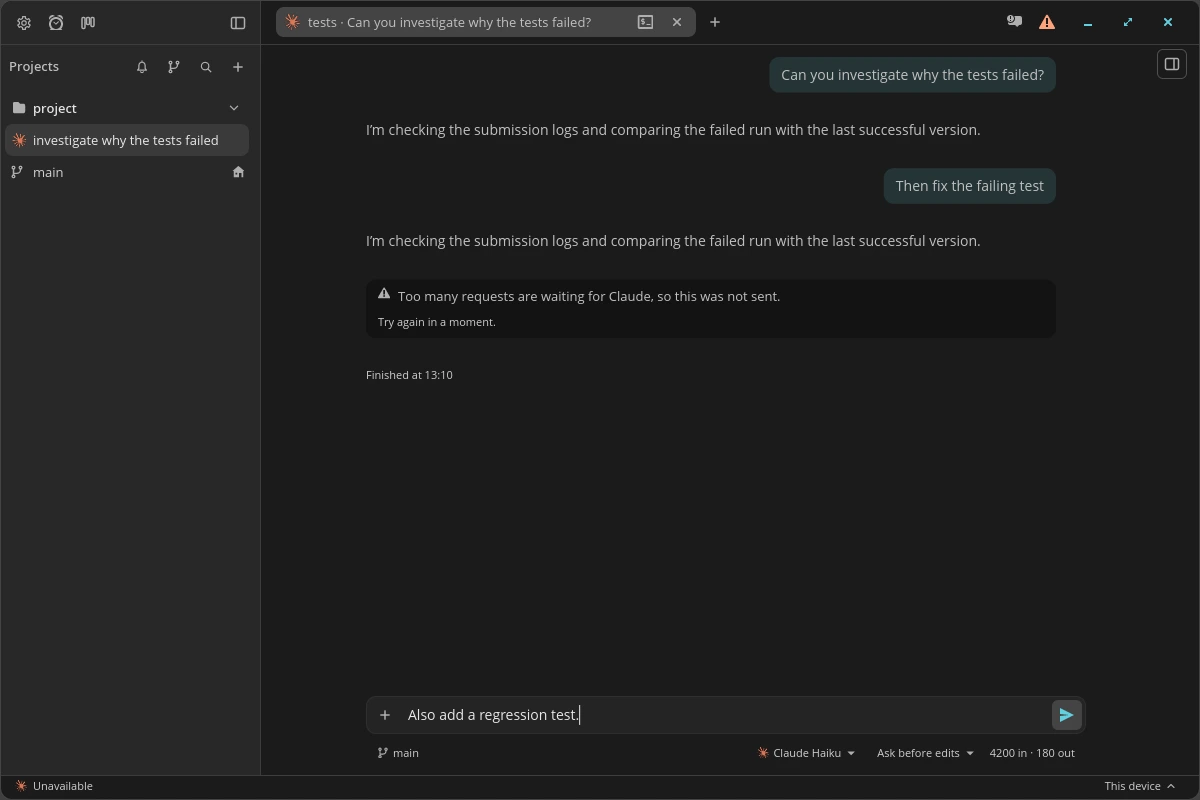 tests · Can you investigate why the tests failed?
Projects
project
investigate why the tests failed
main
Can you investigate why the tests failed?
I'm checking the submission logs and comparing the failed run with the last successful version.
Then fix the failing test
I'm checking the submission logs and comparing the failed run with the last successful version.
Too many requests are waiting for Claude, so this was not sent.
Try again in a moment.
Finished at 13:10
Also add a regression test.
main
Claude Haiku
Ask before edits
4200 in · 180 out
Unavailable
This device